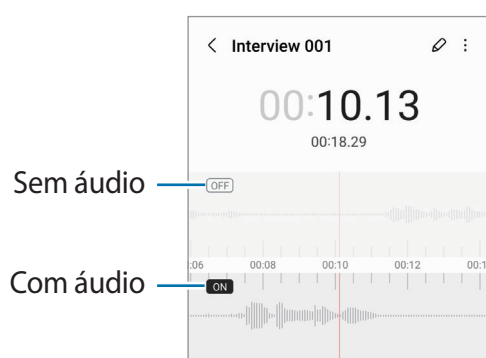 Interview 001
00:10.13
00:18.29
Sem áudio
OFF
:06 00:08 00:10 00:12 00:1
Com áudio
ON